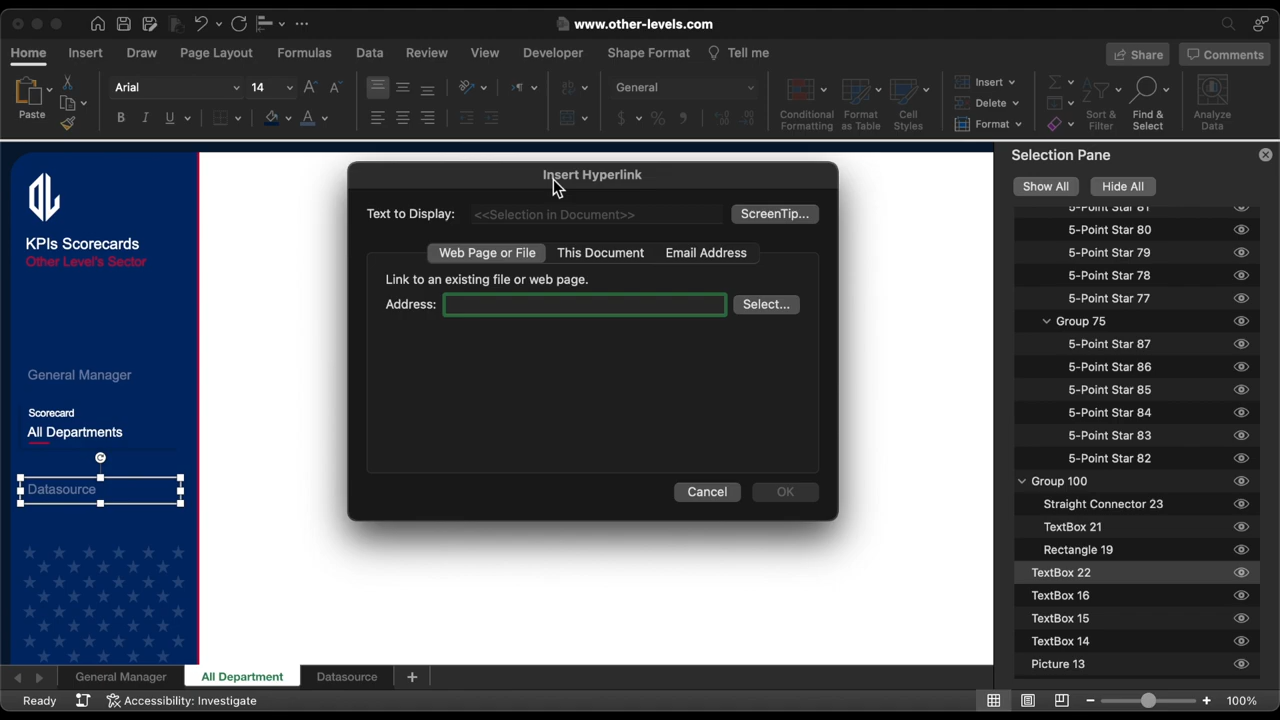 www.other-levels.com
Home Insert Draw Page Layout Formulas Data Review View Developer Shape Format Tell me
Share Comments
Paste
Arial 14
B I U A
General
$ %
Conditional Formatting
Format as Table
Cell Styles
Insert
Delete
Format
Sort & Filter
Find & Select
Analyze Data
KPIs Scorecards
Other Level's Sector
General Manager
Scorecard
All Departments
Datasource
Insert Hyperlink
Text to Display: <<Selection in Document>> ScreenTip...
Web Page or File This Document Email Address
Link to an existing file or web page.
Address: Select...
Cancel OK
Selection Pane
Show All Hide All
5-Point Star 81
5-Point Star 80
5-Point Star 79
5-Point Star 78
5-Point Star 77
Group 75
5-Point Star 87
5-Point Star 86
5-Point Star 85
5-Point Star 84
5-Point Star 83
5-Point Star 82
Group 100
Straight Connector 23
TextBox 21
Rectangle 19
TextBox 22
TextBox 16
TextBox 15
TextBox 14
Picture 13
General Manager All Department Datasource +
Ready Accessibility: Investigate
100%